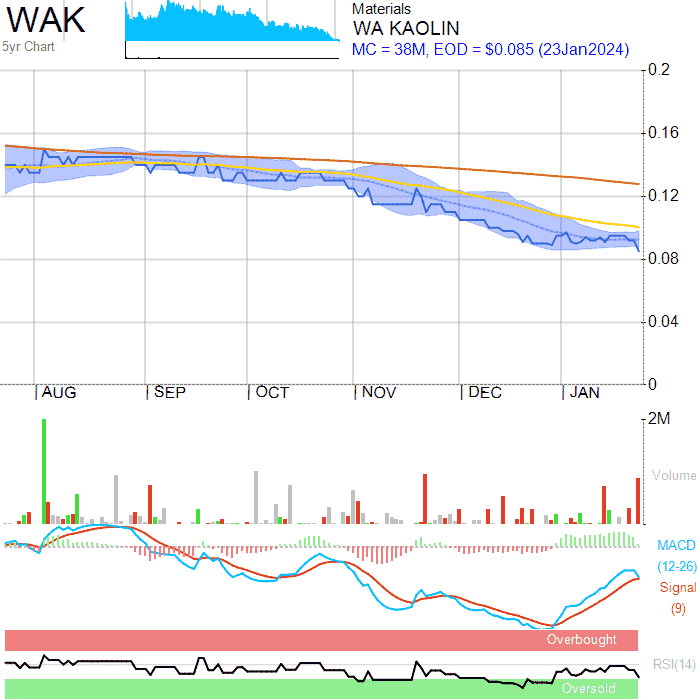 WAK
5yr Chart
Materials
WA KAOLIN
MC = 38M, EOD = $0.085 (23Jan2024)
0.2
0.16
0.12
0.08
0.04
0
AUG SEP OCT NOV DEC JAN
2M
Volume
MACD
(12-26)
Signal
(9)
Overbought
RSI(14)
Oversold